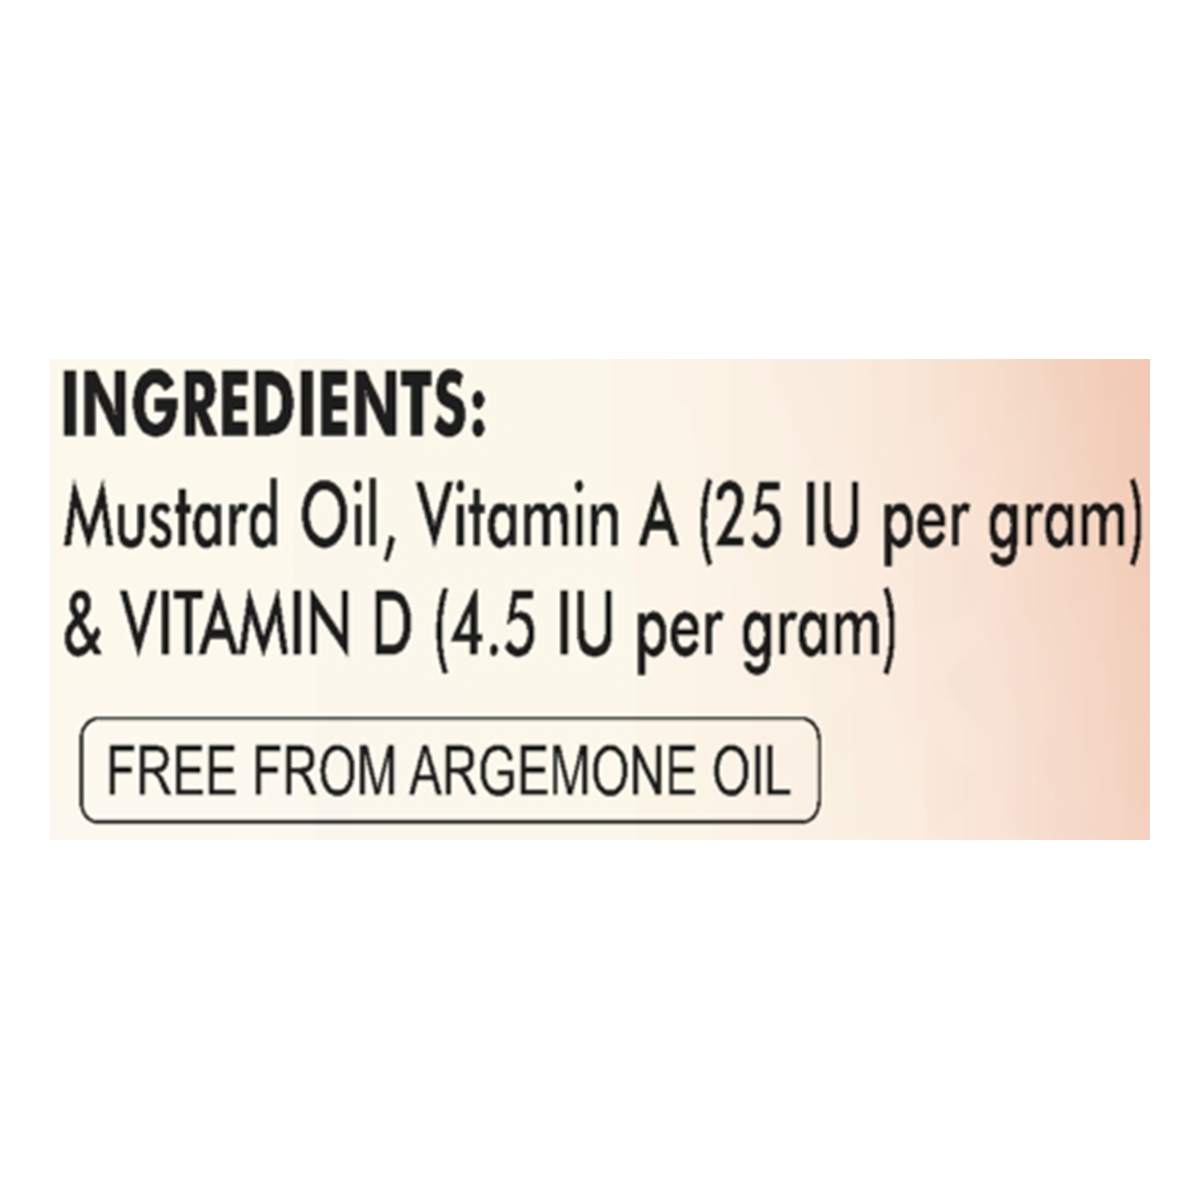 INGREDIENTS:
Mustard Oil, Vitamin A (25 IU per gram)
& VITAMIN D (4.5 IU per gram)
FREE FROM ARGEMONE OIL